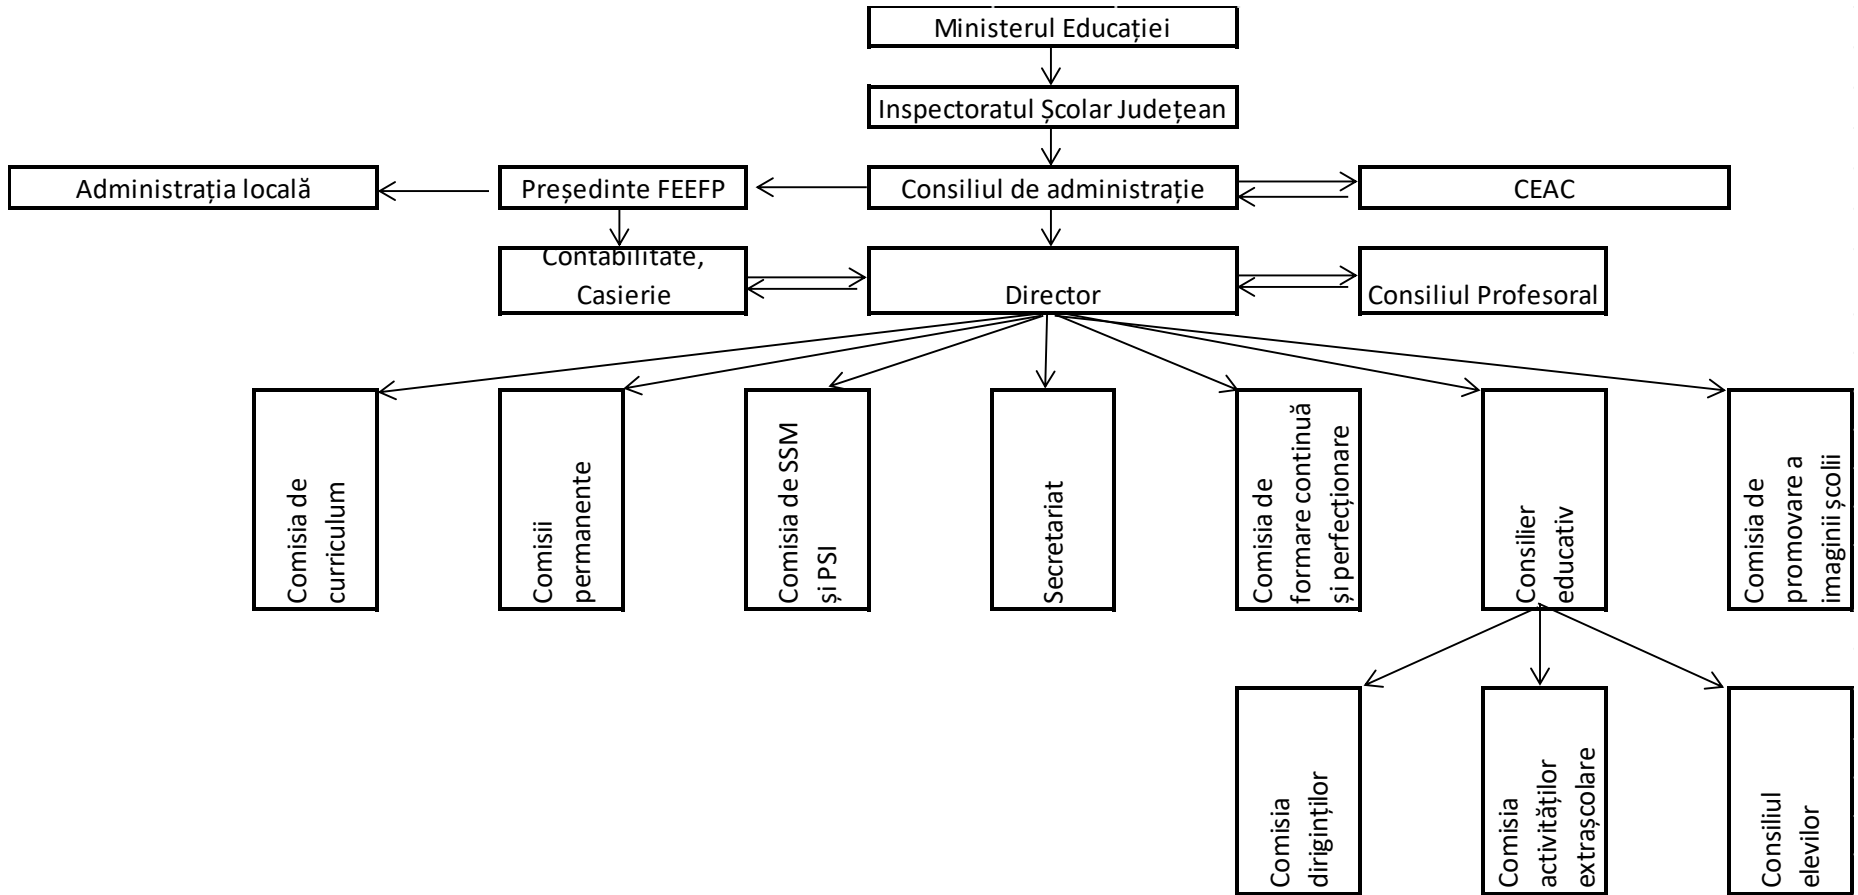 Ministerul Educației
Inspectoratul Școlar Județean
Administrația locală
Președinte FEEFP
Consiliul de administrație
CEAC
Contabilitate,
Casierie
Director
Consiliul Profesoral
Comisia de
curriculum
Comisii
permanente
Comisia de SSM
și PSI
Secretariat
Comisia de
formare continuă
și perfecționare
Consilier
educativ
Comisia de
promovare a
imaginii școlii
Comisia
diriginților
Comisia
activităților
extrașcolare
Consiliul
elevilor